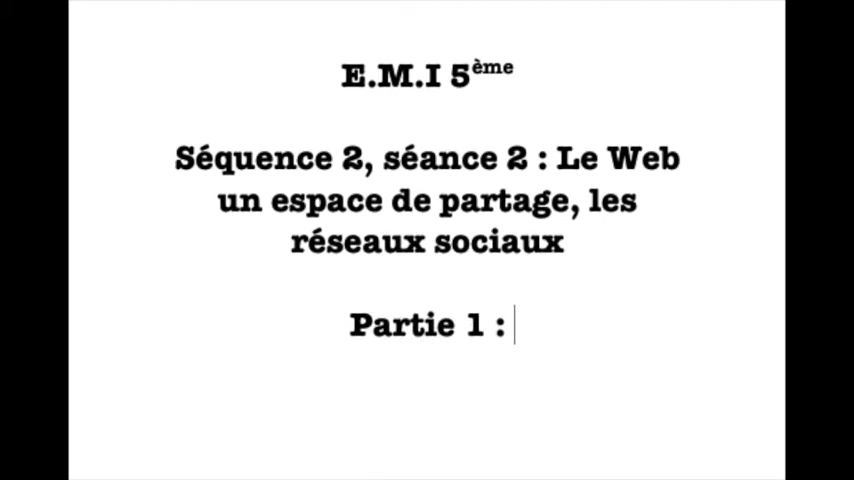 E.M.I 5ème
Séquence 2, séance 2 : Le Web
un espace de partage, les
réseaux sociaux
Partie 1 :